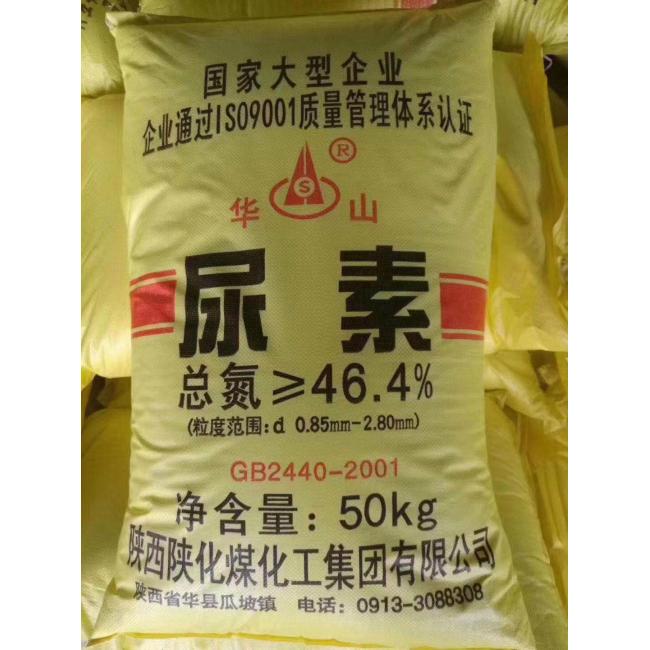 国家大型企业
企业通过ISO9001质量管理体系认证
S ®
华 山
尿素
总氮≥46.4%
(粒度范围:d 0.85mm-2.80mm)
GB2440-2001
净含量：50kg
陕西陕化煤化工集团有限公司
陕西省华县瓜坡镇 电话：0913-3088308